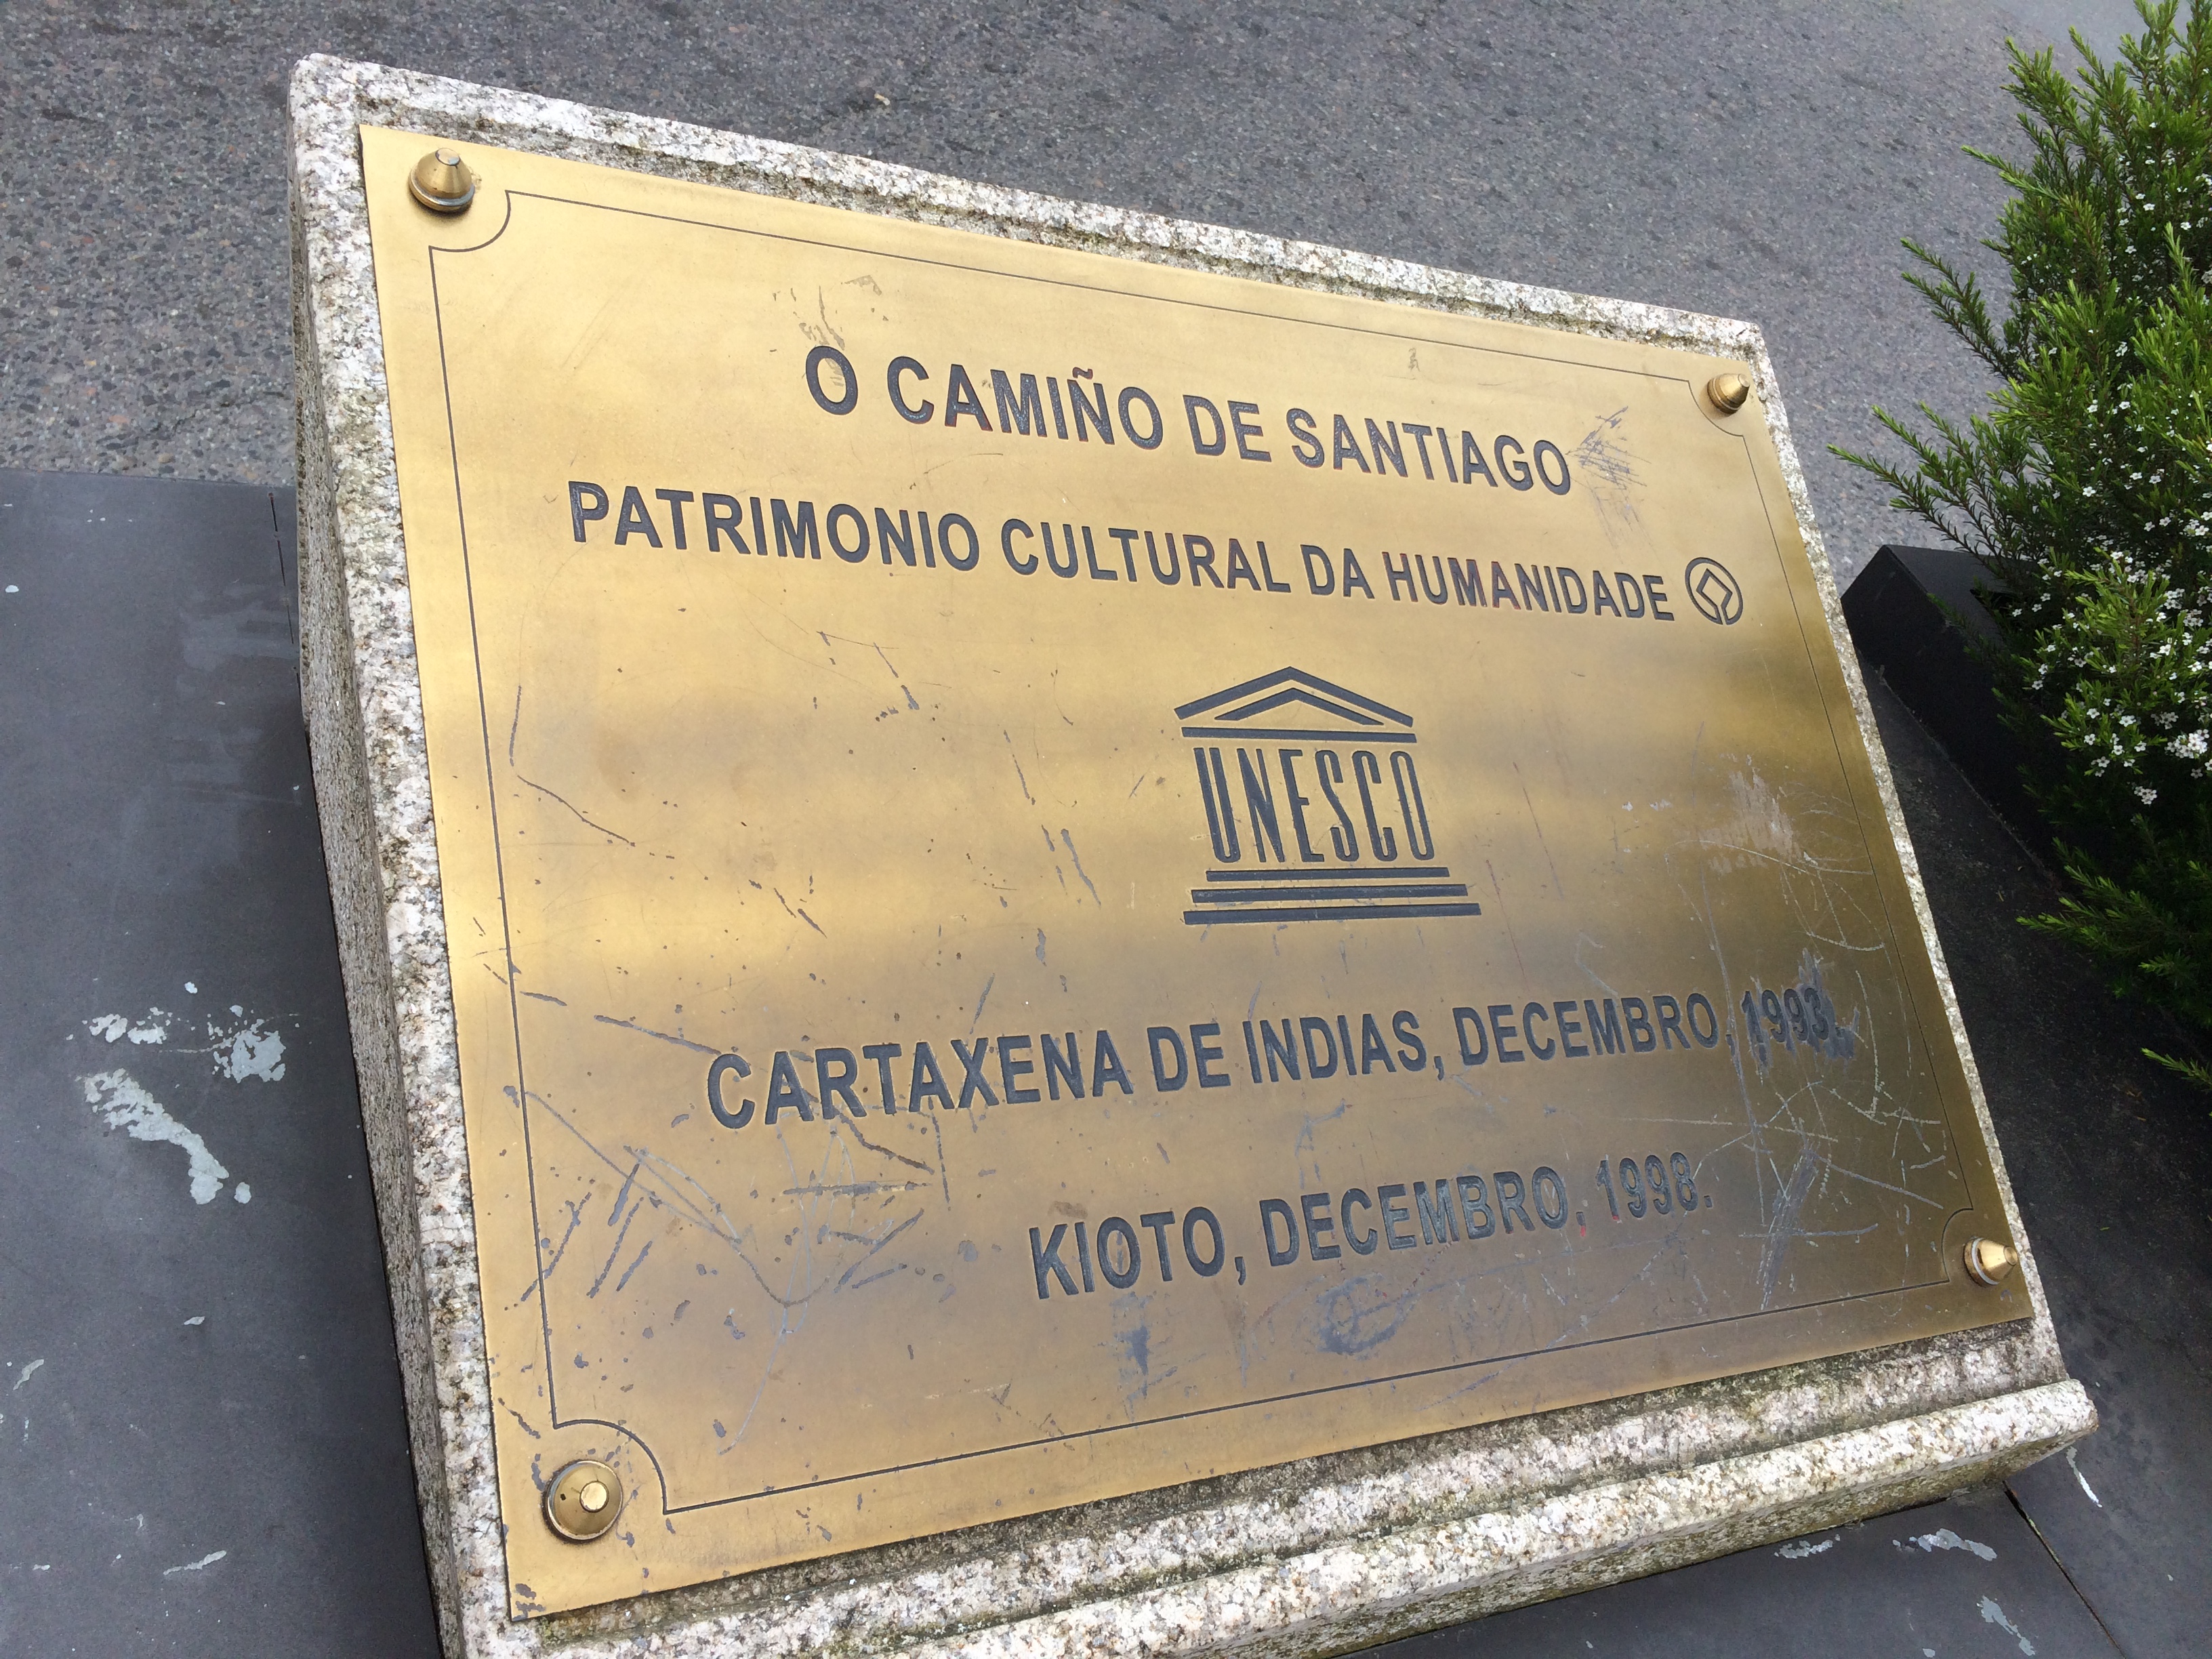 O CAMIÑO DE SANTIAGO
PATRIMONIO CULTURAL DA HUMANIDADE
UNESCO
CARTAXENA DE INDIAS, DECEMBRO, 1993.
KIOTO, DECEMBRO, 1998.